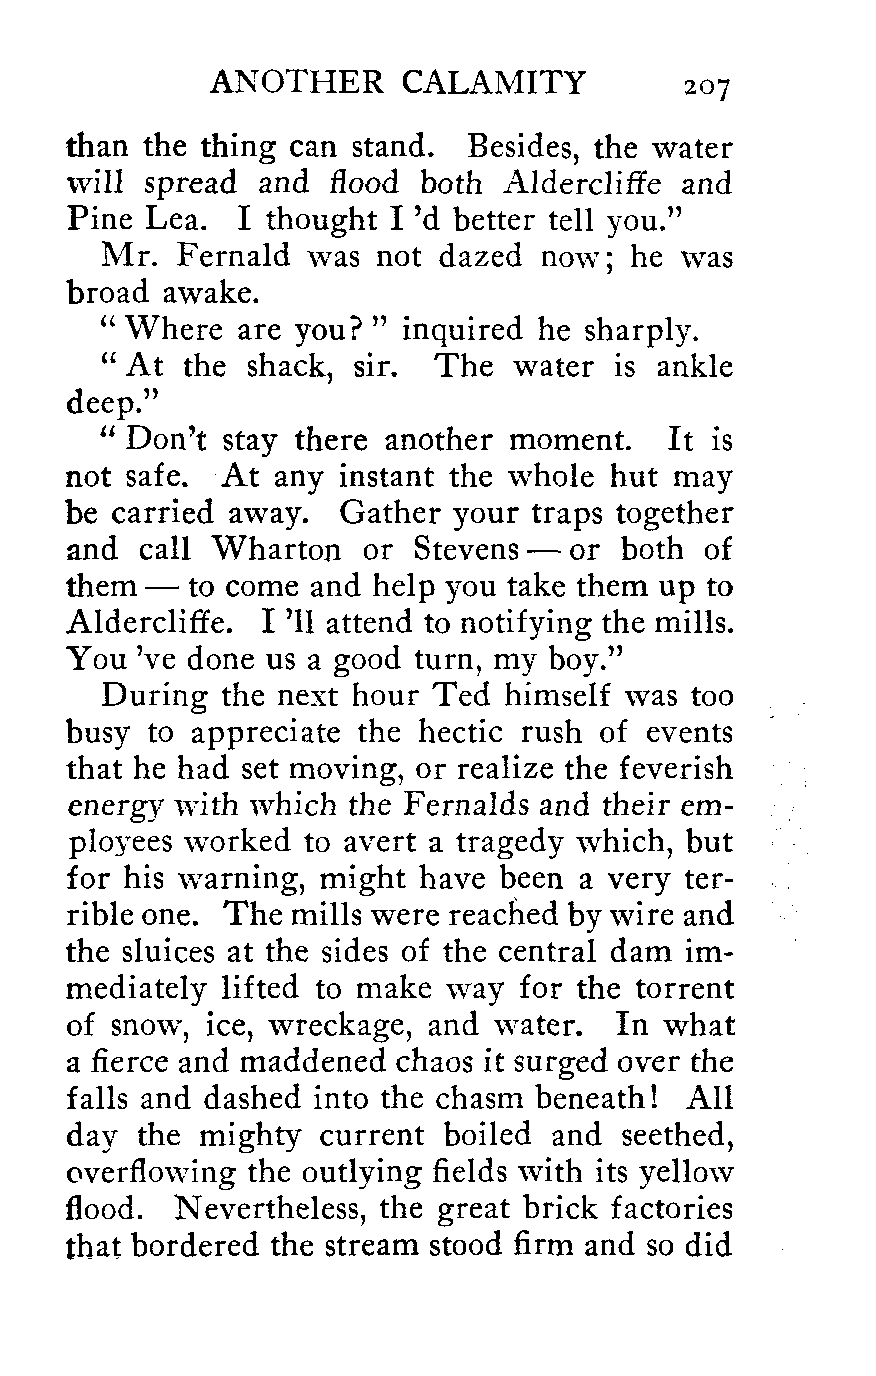 ANOTHER CALAMITY 207
than the thing can stand. Besides, the water
will spread and flood both Aldercliffe and
Pine Lea. I thought I 'd better tell you."
Mr. Fernald was not dazed now; he was
broad awake.
" Where are you? " inquired he sharply.
" At the shack, sir. The water is ankle
deep."
" Don't stay there another moment. It is
not safe. At any instant the whole hut may
be carried away. Gather your traps together
and call Wharton or Stevens — or both of
them — to come and help you take them up to
Aldercliffe. I 'll attend to notifying the mills.
You 've done us a good turn, my boy."
During the next hour Ted himself was too
busy to appreciate the hectic rush of events
that he had set moving, or realize the feverish
energy with which the Fernalds and their em-
ployees worked to avert a tragedy which, but
for his warning, might have been a very ter-
rible one. The mills were reached by wire and
the sluices at the sides of the central dam im-
mediately lifted to make way for the torrent
of snow, ice, wreckage, and water. In what
a fierce and maddened chaos it surged over the
falls and dashed into the chasm beneath! All
day the mighty current boiled and seethed,
overflowing the outlying fields with its yellow
flood. Nevertheless, the great brick factories
that bordered the stream stood firm and so did